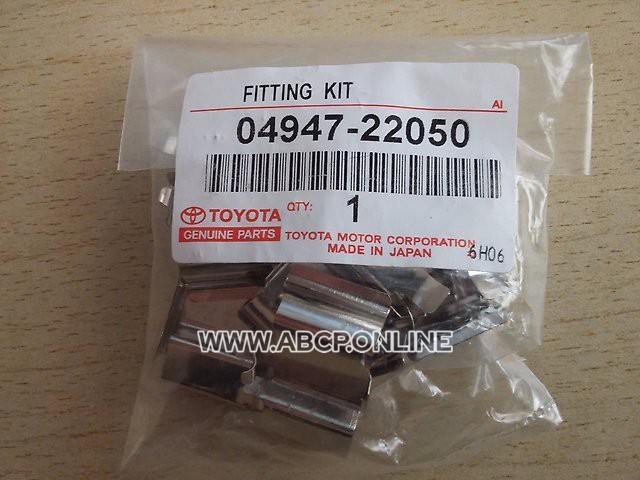 FITTING KIT
AI
04947-22050
TOYOTA QTY: 1
GENUINE PARTS TOYOTA MOTOR CORPORATION
MADE IN JAPAN 6H06
WWW.ABCP.ONLINE